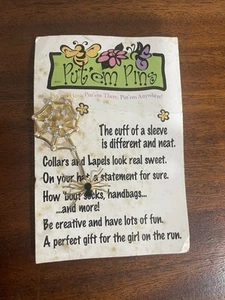 Put'em Pins
Put'em There, Put'em Anywhere!
The cuff of a sleeve
is different and neat.
Collars and Lapels look real sweet.
On your a statement for sure.
How 'bout socks, handbags...
...and more!
Be creative and have lots of fun.
A perfect gift for the girl on the run.